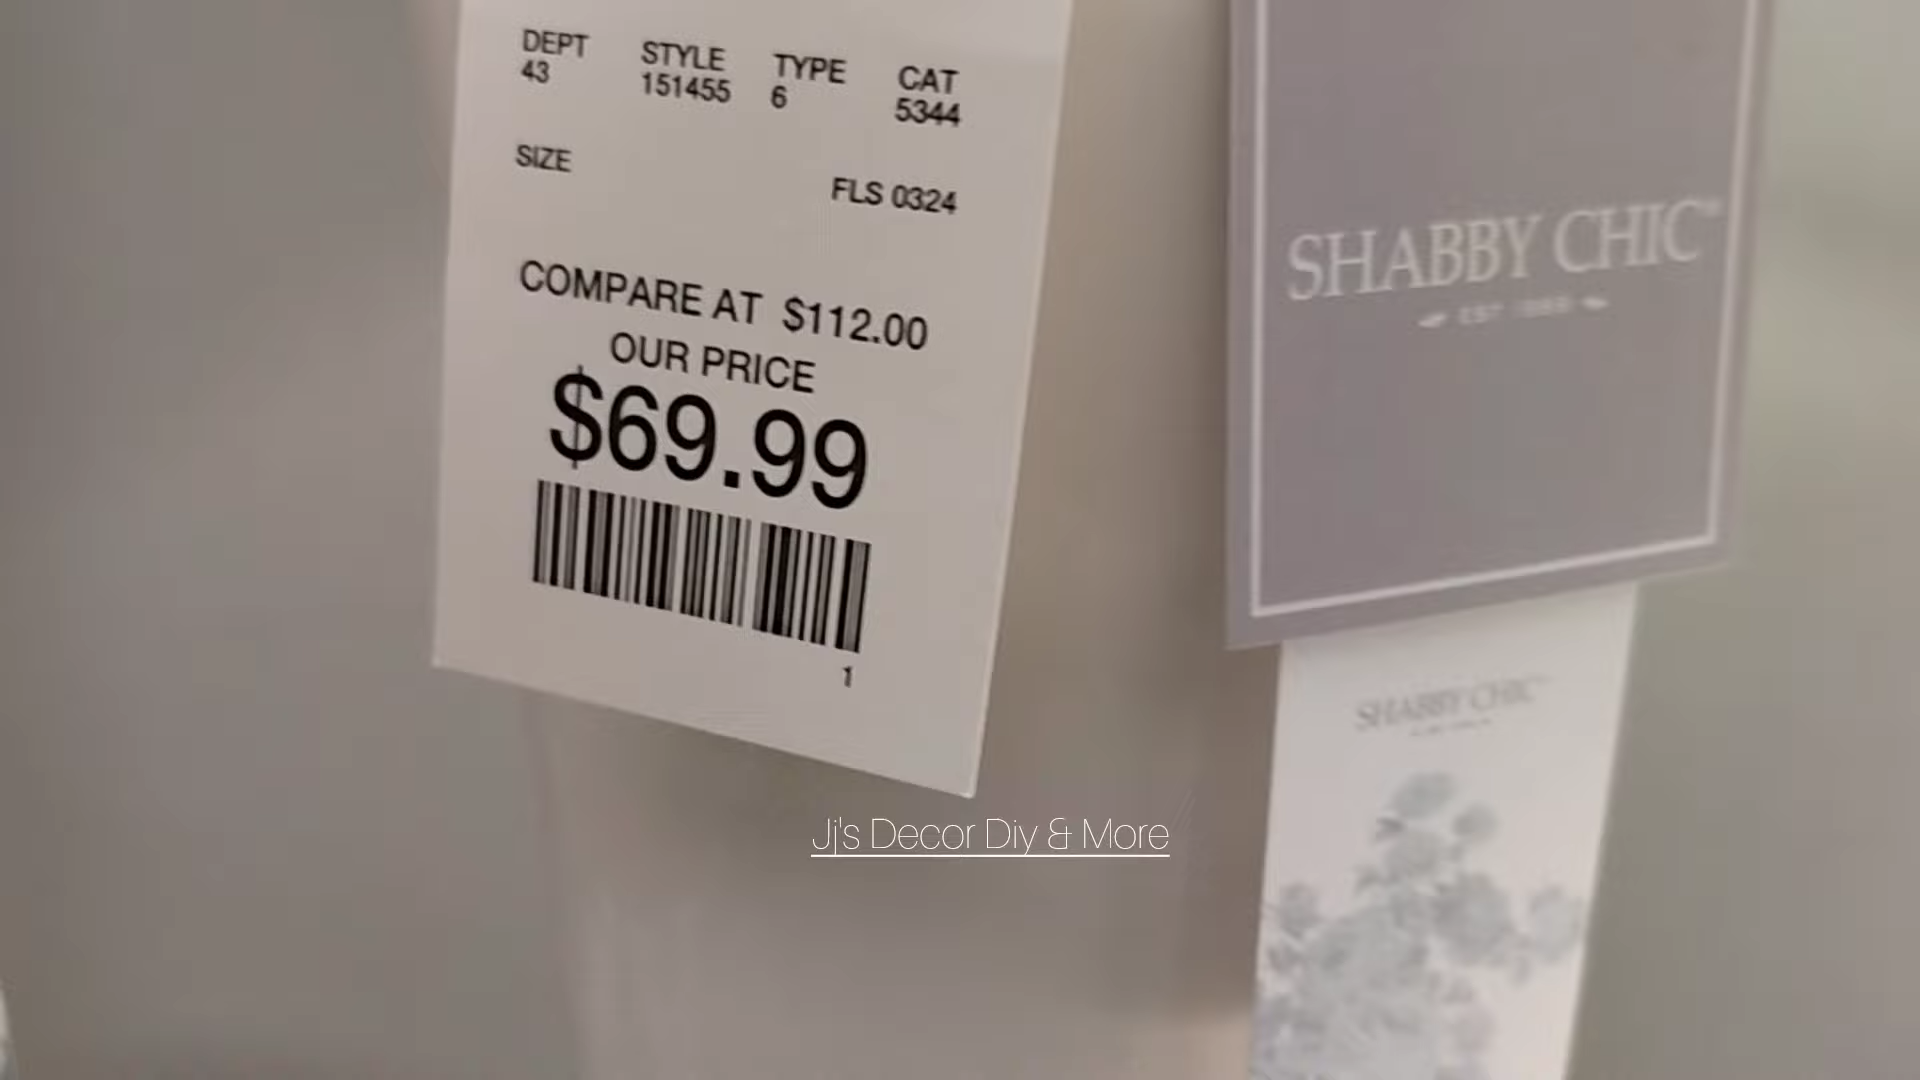 DEPT STYLE TYPE CAT
43 151455 6 5344
SIZE
FLS 0324
COMPARE AT $112.00
OUR PRICE
$69.99
1
SHABBY CHIC
EST
SHABBY CHIC
Jj's Decor Diy & More